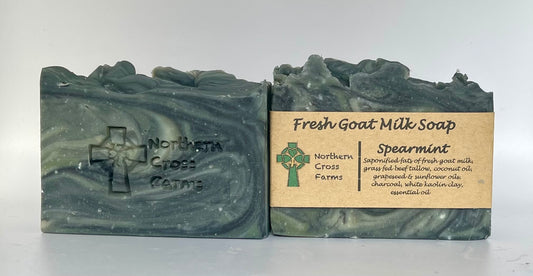 Northern
Cross
Farms
Fresh Goat Milk Soap
Spearmint
Northern
Cross
Farms
Saponified fats of fresh goat milk,
grass fed beef tallow, coconut oil,
grapeseed & sunflower oils,
charcoal, white kaolin clay,
essential oil